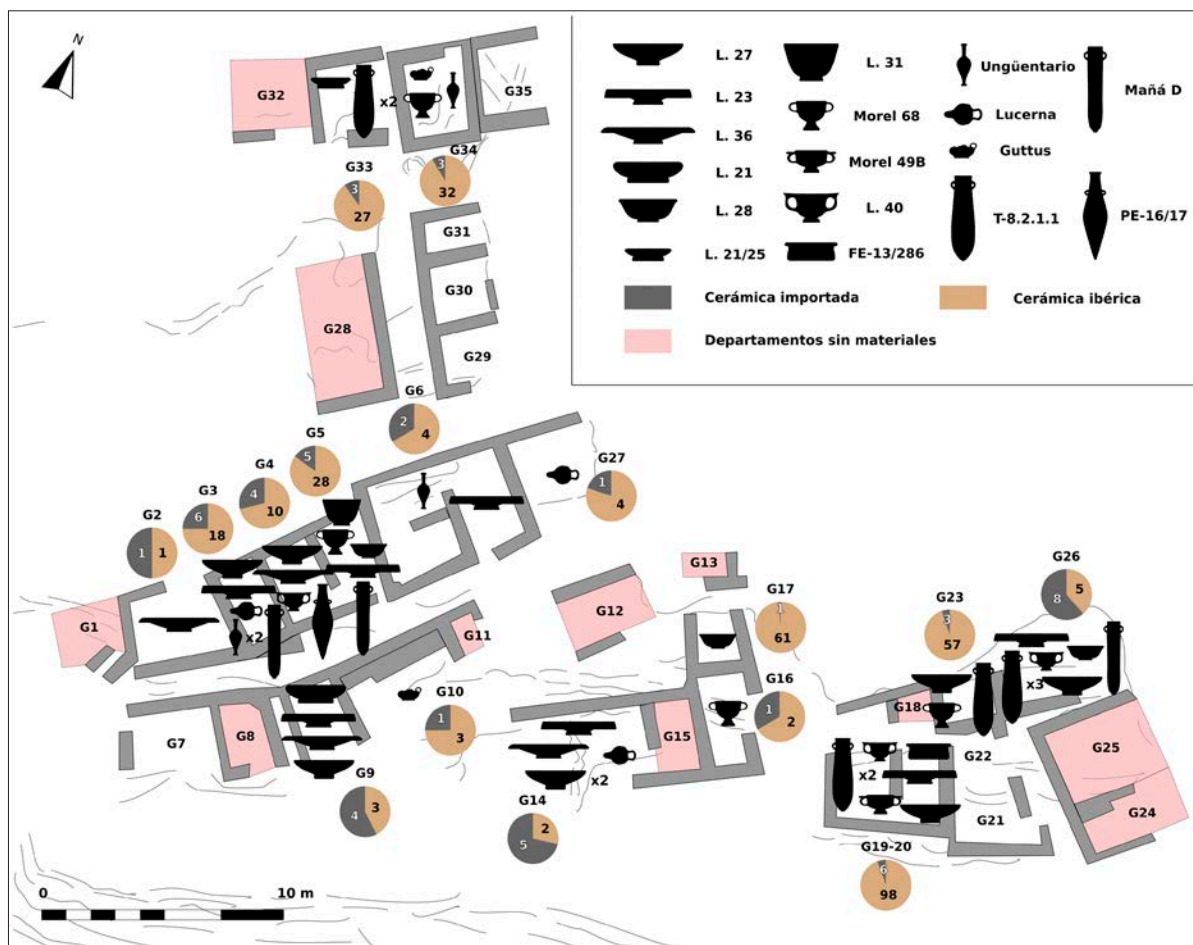 N
L. 27
L. 23
L. 36
L. 21
L. 28
L. 21/25
L. 31
Morel 68
Morel 49B
L. 40
FE-13/286
Ungüentario
Lucerna
Guttus
T-8.2.1.1
Mañá D
PE-16/17
Cerámica importada
Cerámica ibérica
Departamentos sin materiales
G32
x2
G35
G33
3
27
G34
3
32
G31
G30
G29
G28
G6
2
4
G5
5
28
G4
4
10
G3
6
18
G2
1
1
G27
1
4
G1
x2
G11
G12
G13
G17
1
61
G16
1
2
G10
1
3
G7
G8
G9
4
3
G14
5
2
x2
G15
G23
3
57
G26
8
5
x3
G18
G22
G25
G24
G21
x2
G19-20
6
98
0
10 m